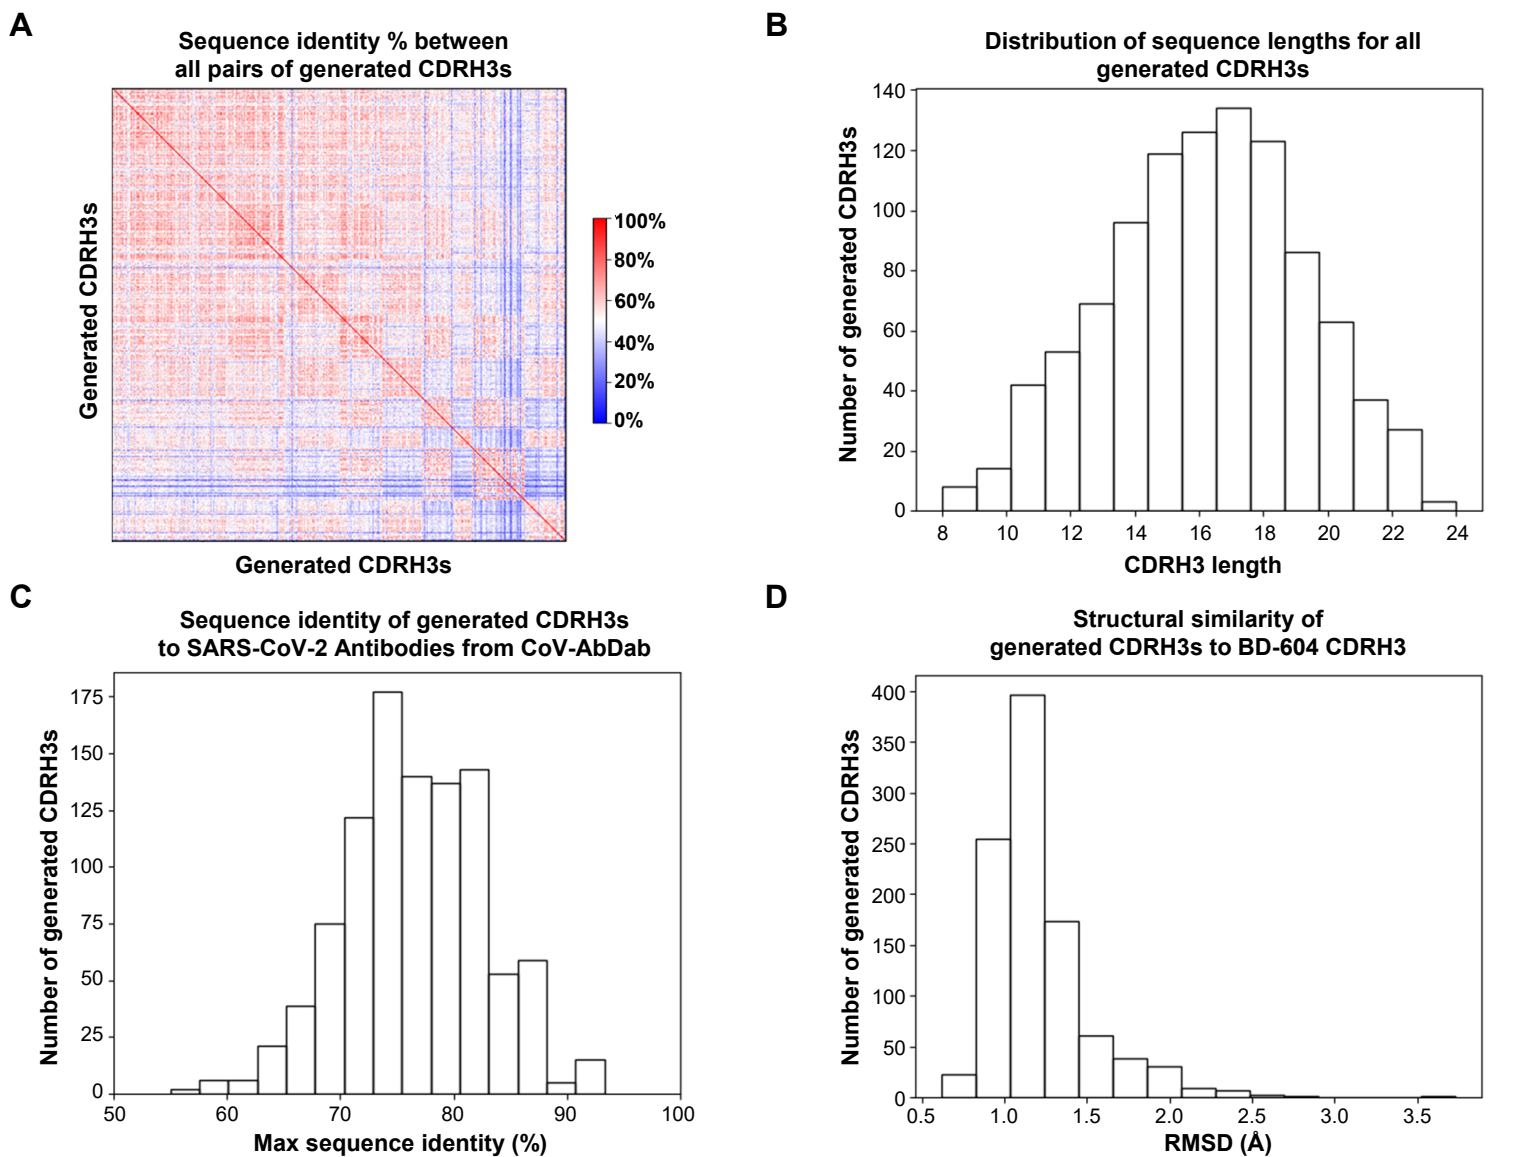 A
Sequence identity % between
all pairs of generated CDRH3s
Generated CDRH3s
100%
80%
60%
40%
20%
0%
Generated CDRH3s
B
Distribution of sequence lengths for all
generated CDRH3s
Number of generated CDRH3s
140
120
100
80
60
40
20
0
8 10 12 14 16 18 20 22 24
CDRH3 length
C
Sequence identity of generated CDRH3s
to SARS-CoV-2 Antibodies from CoV-AbDab
Number of generated CDRH3s
175
150
125
100
75
50
25
0
50 60 70 80 90 100
Max sequence identity (%)
D
Structural similarity of
generated CDRH3s to BD-604 CDRH3
Number of generated CDRH3s
400
350
300
250
200
150
100
50
0
0.5 1.0 1.5 2.0 2.5 3.0 3.5
RMSD (Å)